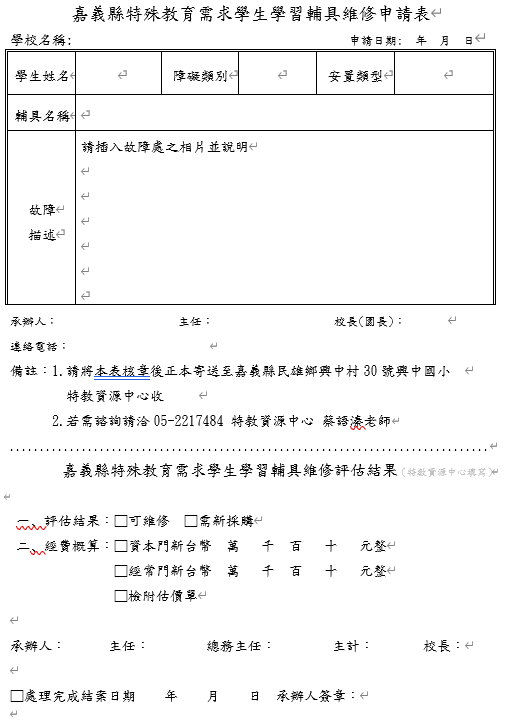 嘉義縣特殊教育需求學生學習輔具維修申請表
學校名稱: 申請日期: 年 月 日
學生姓名 障礙類別 安置類型
輔具名稱
請插入故障處之相片並說明
故障
描述
承辦人: 主任: 校長(園長):
連絡電話:
備註:1.請將本表核章後正本寄送至嘉義縣民雄鄉興中村30號興中國小
特教資源中心收
2.若需諮詢請洽05-2217484 特教資源中心 蔡語溱老師
嘉義縣特殊教育需求學生學習輔具維修評估結果(特教資源中心填寫)
一、評估結果:□可維修 □需新採購
二、經費概算:□資本門新台幣 萬 千 百 十 元整
□經常門新台幣 萬 千 百 十 元整
□檢附估價單
承辦人: 主任: 總務主任: 主計: 校長:
□處理完成結案日期 年 月 日 承辦人簽章: